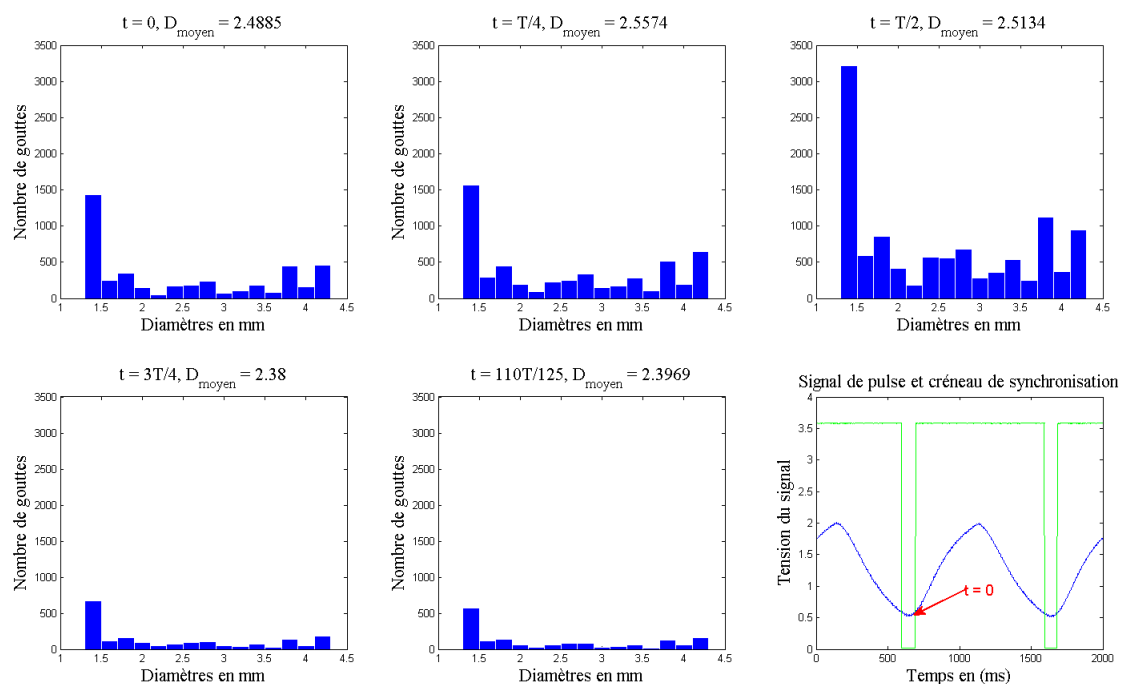 t = 0, D_moyen = 2.4885
t = T/4, D_moyen = 2.5574
t = T/2, D_moyen = 2.5134
Nombre de gouttes
3500
3000
2500
2000
1500
1000
500
0
1 1.5 2 2.5 3 3.5 4 4.5
Diamètres en mm
Nombre de gouttes
3500
3000
2500
2000
1500
1000
500
0
1 1.5 2 2.5 3 3.5 4 4.5
Diamètres en mm
Nombre de gouttes
3500
3000
2500
2000
1500
1000
500
0
1 1.5 2 2.5 3 3.5 4 4.5
Diamètres en mm
t = 3T/4, D_moyen = 2.38
t = 110T/125, D_moyen = 2.3969
Signal de pulse et créneau de synchronisation
Nombre de gouttes
3500
3000
2500
2000
1500
1000
500
0
1 1.5 2 2.5 3 3.5 4 4.5
Diamètres en mm
Nombre de gouttes
3500
3000
2500
2000
1500
1000
500
0
1 1.5 2 2.5 3 3.5 4 4.5
Diamètres en mm
Tension du signal
4
3.5
3
2.5
2
1.5
1
0.5
0
t = 0
0 500 1000 1500 2000
Temps en (ms)